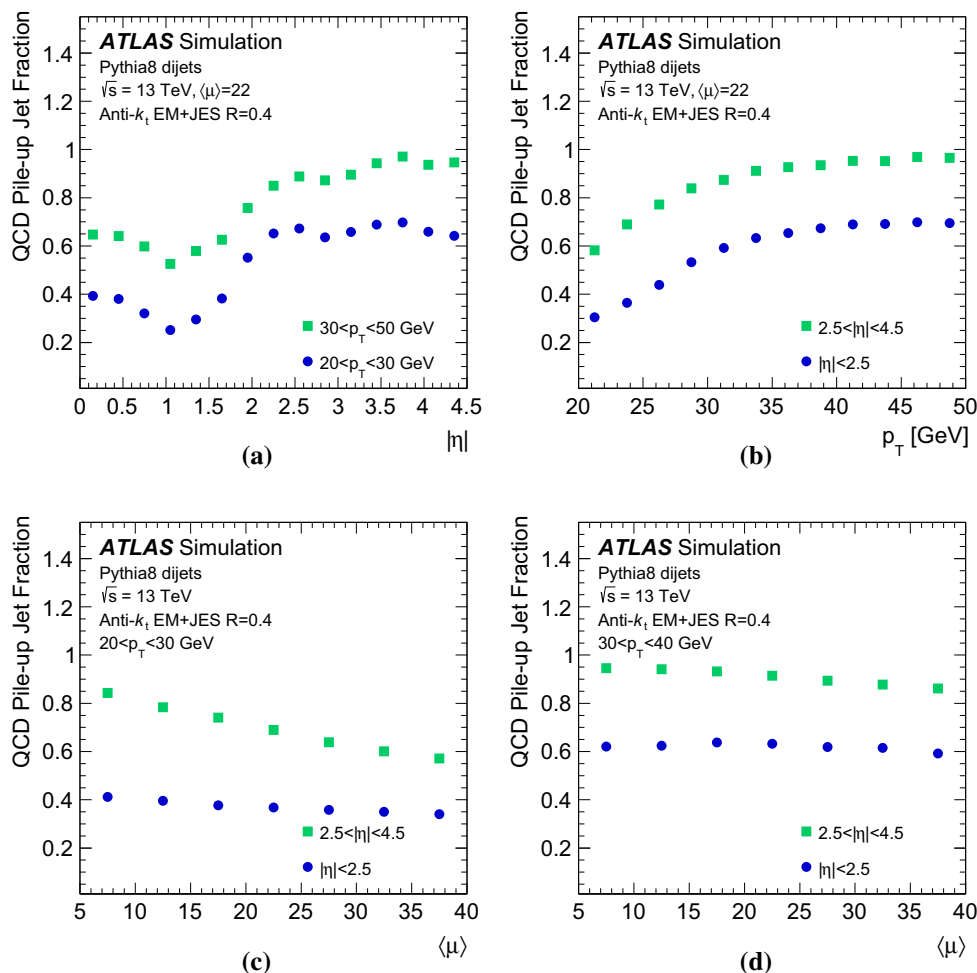 QCD Pile-up Jet Fraction
ATLAS Simulation
Pythia8 dijets
√s = 13 TeV, ⟨μ⟩=22
Anti-kt EM+JES R=0.4
1.4
1.2
1
0.8
0.6
0.4
0.2
30<pT<50 GeV
20<pT<30 GeV
0 0.5 1 1.5 2 2.5 3 3.5 4 4.5
|η|
(a)
QCD Pile-up Jet Fraction
ATLAS Simulation
Pythia8 dijets
√s = 13 TeV, ⟨μ⟩=22
Anti-kt EM+JES R=0.4
1.4
1.2
1
0.8
0.6
0.4
0.2
2.5<|η|<4.5
|η|<2.5
20 25 30 35 40 45 50
pT [GeV]
(b)
QCD Pile-up Jet Fraction
ATLAS Simulation
Pythia8 dijets
√s = 13 TeV
Anti-kt EM+JES R=0.4
20<pT<30 GeV
1.4
1.2
1
0.8
0.6
0.4
0.2
2.5<|η|<4.5
|η|<2.5
5 10 15 20 25 30 35 40
⟨μ⟩
(c)
QCD Pile-up Jet Fraction
ATLAS Simulation
Pythia8 dijets
√s = 13 TeV
Anti-kt EM+JES R=0.4
30<pT<40 GeV
1.4
1.2
1
0.8
0.6
0.4
0.2
2.5<|η|<4.5
|η|<2.5
5 10 15 20 25 30 35 40
⟨μ⟩
(d)